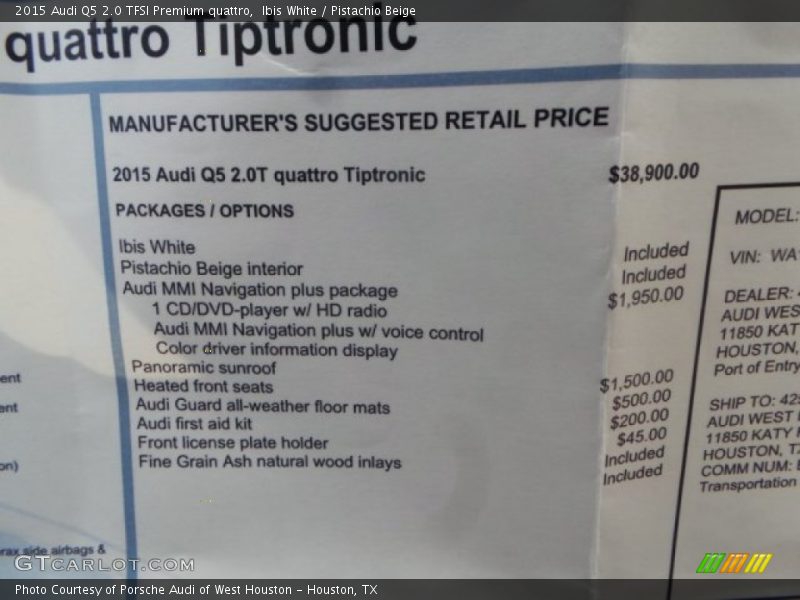 2015 Audi Q5 2.0 TFSI Premium quattro,  Ibis White / Pistachio Beige
quattro Tiptronic
MANUFACTURER'S SUGGESTED RETAIL PRICE
2015 Audi Q5 2.0T quattro Tiptronic $38,900.00
PACKAGES / OPTIONS
Ibis White Included
Pistachio Beige interior Included
Audi MMI Navigation plus package $1,950.00
1 CD/DVD-player w/ HD radio
Audi MMI Navigation plus w/ voice control
Color driver information display
Panoramic sunroof $1,500.00
Heated front seats $500.00
Audi Guard all-weather floor mats $200.00
Audi first aid kit $45.00
Front license plate holder Included
Fine Grain Ash natural wood inlays Included
MODEL:
VIN: WA
DEALER:
AUDI WES
11850 KAT
HOUSTON,
Port of Entry
SHIP TO: 42
AUDI WEST
11850 KATY
HOUSTON, T
COMM NUM:
Transportation
ent
ent
on)
rax side airbags &
GTCARLOT.COM
Photo Courtesy of Porsche Audi of West Houston – Houston, TX